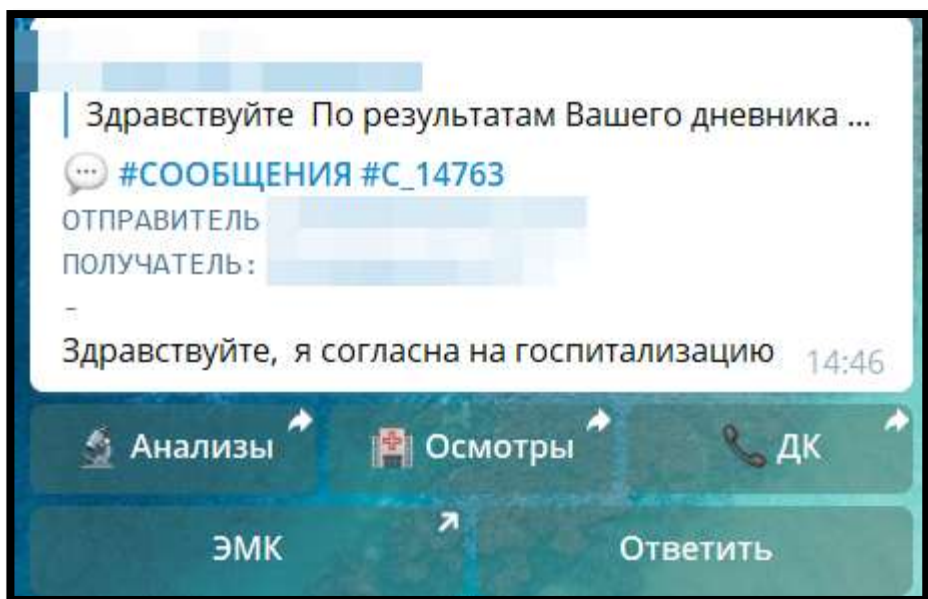 Здравствуйте По результатам Вашего дневника ...
#СООБЩЕНИЯ #С_14763
ОТПРАВИТЕЛЬ
ПОЛУЧАТЕЛЬ:
-
Здравствуйте, я согласна на госпитализацию 14:46
Анализы Осмотры ДК
ЭМК Ответить